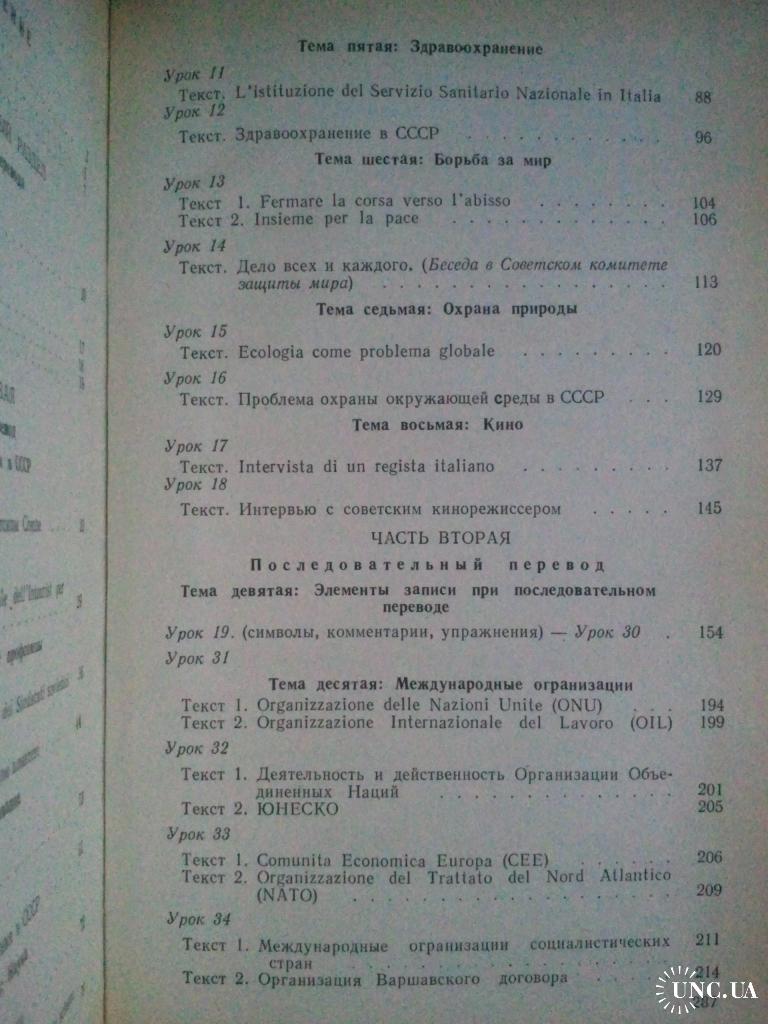 Тема пятая: Здравоохранение
Урок 11
Текст. L'istituzione del Servizio Sanitario Nazionale in Italia 88
Урок 12
Текст. Здравоохранение в СССР . . . . . . . . . . . . 96
Тема шестая: Борьба за мир
Урок 13
Текст 1. Fermare la corsa verso l'abisso . . . . . . . . 104
Текст 2. Insieme per la pace . . . . . . . . . . . . . 106
Урок 14
Текст. Дело всех и каждого. (Беседа в Советском комитете
защиты мира) . . . . . . . . . . . . . . . . . 113
Тема седьмая: Охрана природы
Урок 15
Текст. Ecologia come problema globale . . . . . . . . . 120
Урок 16
Текст. Проблема охраны окружающей среды в СССР . . . 129
Тема восьмая: Кино
Урок 17
Текст. Intervista di un regista italiano . . . . . . . . . 137
Урок 18
Текст. Интервью с советским кинорежиссером . . . . . 145
ЧАСТЬ ВТОРАЯ
Последовательный перевод
Тема девятая: Элементы записи при последовательном
переводе
Урок 19. (символы, комментарии, упражнения) — Урок 30 . 154
Урок 31
Тема десятая: Международные огранизации
Текст 1. Organizzazione delle Nazioni Unite (ONU) . . . 194
Текст 2. Organizzazione Internazionale del Lavoro (OIL) 199
Урок 32
Текст 1. Деятельность и действенность Организации Объе-
диненных Наций . . . . . . . . . . . . . . 201
Текст 2. ЮНЕСКО 205
Урок 33
Текст 1. Comunita Economica Europa (CEE) . . . . . . 206
Текст 2. Organizzazione del Trattato del Nord Atlantico
(NATO) . . . . . . . . . . . . . . . . . . 209
Урок 34
Текст 1. Международные огранизации социалистических
стран . . . . . . . . . . . . . . . . . . 211
Текст 2. Организация Варшавского договора . . . . . . 214
287
UNC.UA